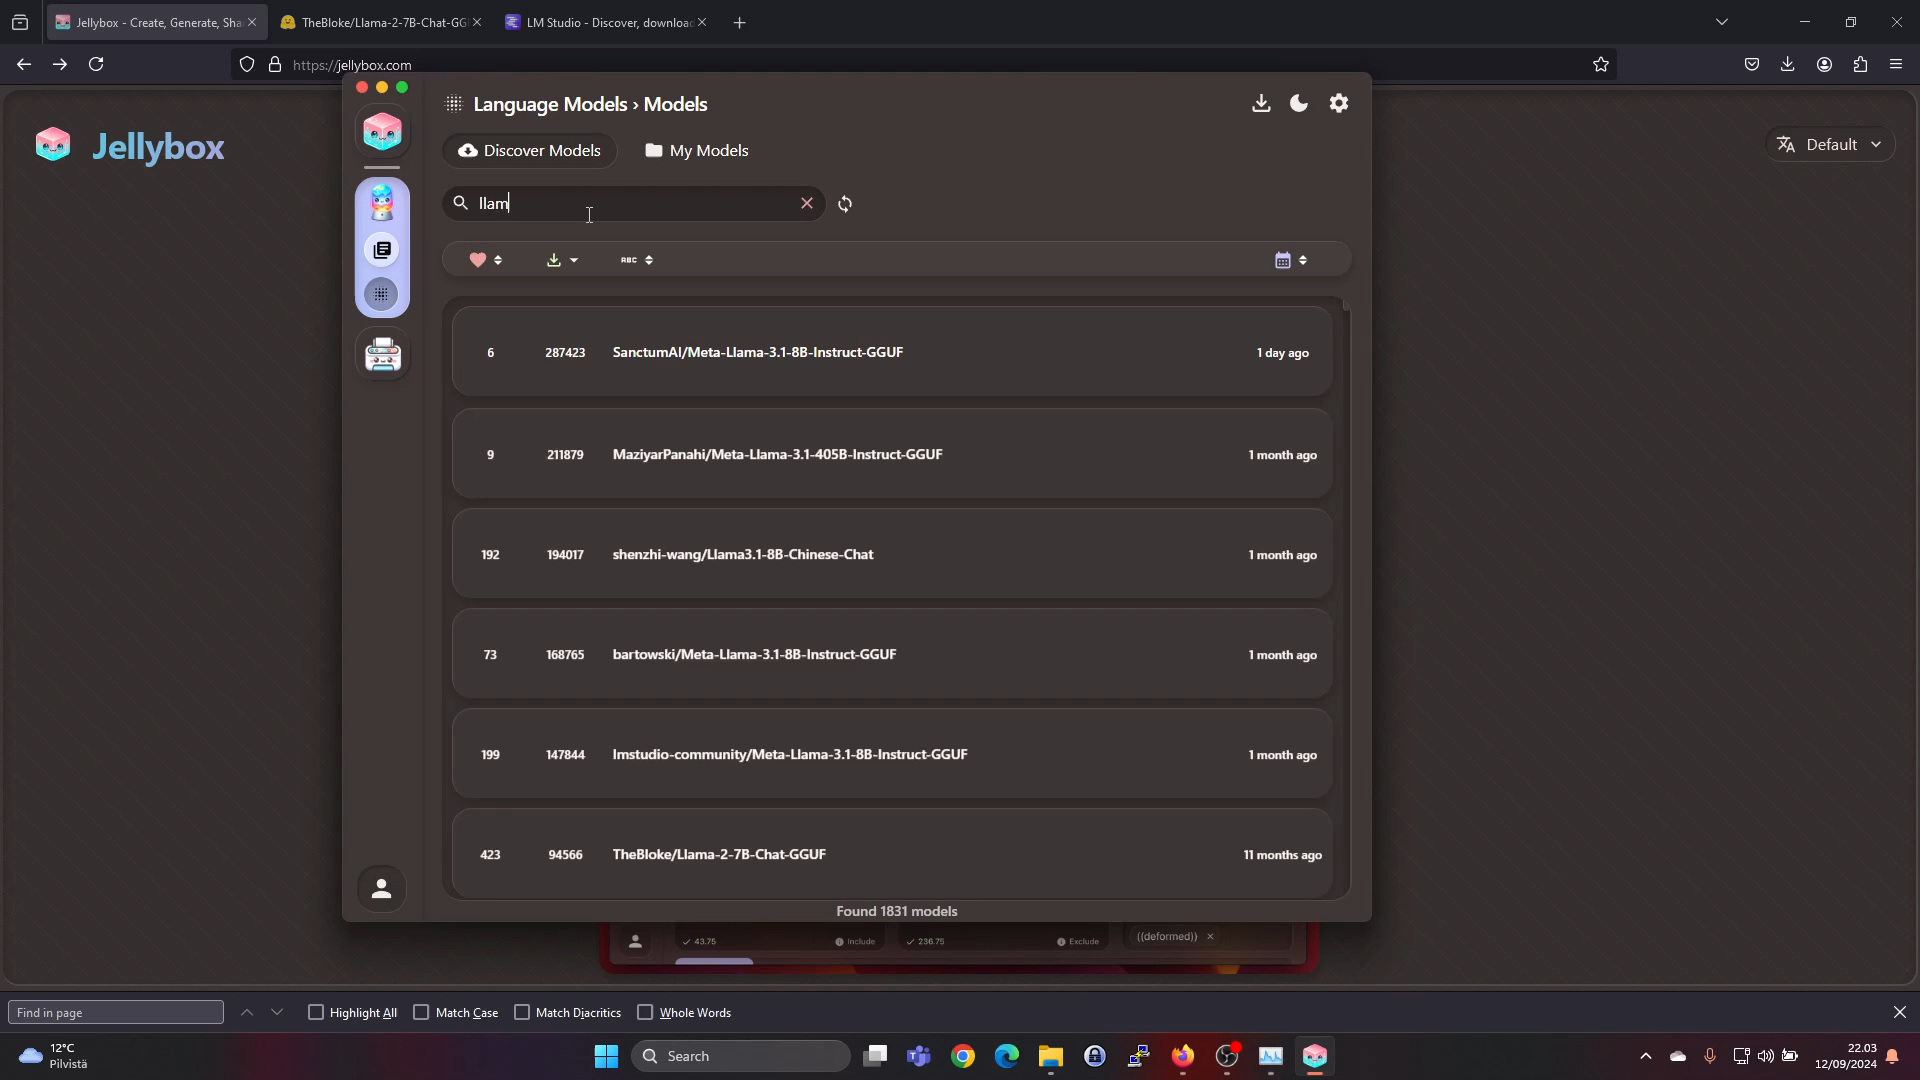 Jellybox - Create, Generate, Sha
TheBloke/Llama-2-7B-Chat-GG
LM Studio - Discover, downloa
https://jellybox.com
Jellybox
Default
Language Models › Models
Discover Models
My Models
llam
ABC
6 287423 SanctumAI/Meta-Llama-3.1-8B-Instruct-GGUF 1 day ago
9 211879 MaziyarPanahi/Meta-Llama-3.1-405B-Instruct-GGUF 1 month ago
192 194017 shenzhi-wang/Llama3.1-8B-Chinese-Chat 1 month ago
73 168765 bartowski/Meta-Llama-3.1-8B-Instruct-GGUF 1 month ago
199 147844 lmstudio-community/Meta-Llama-3.1-8B-Instruct-GGUF 1 month ago
423 94566 TheBloke/Llama-2-7B-Chat-GGUF 11 months ago
Found 1831 models
43.75 Include 236.75 Exclude ((deformed))
Find in page
Highlight All Match Case Match Diacritics Whole Words
12°C
Pilvistä
Search
22.03
12/09/2024